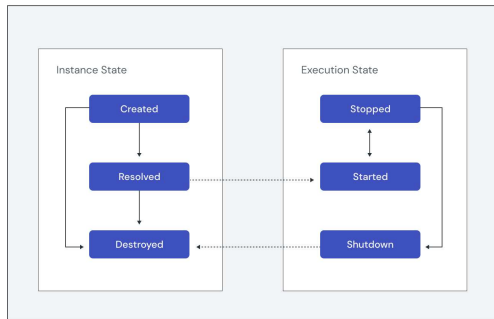 Instance State
Created
Resolved
Destroyed
Execution State
Stopped
Started
Shutdown